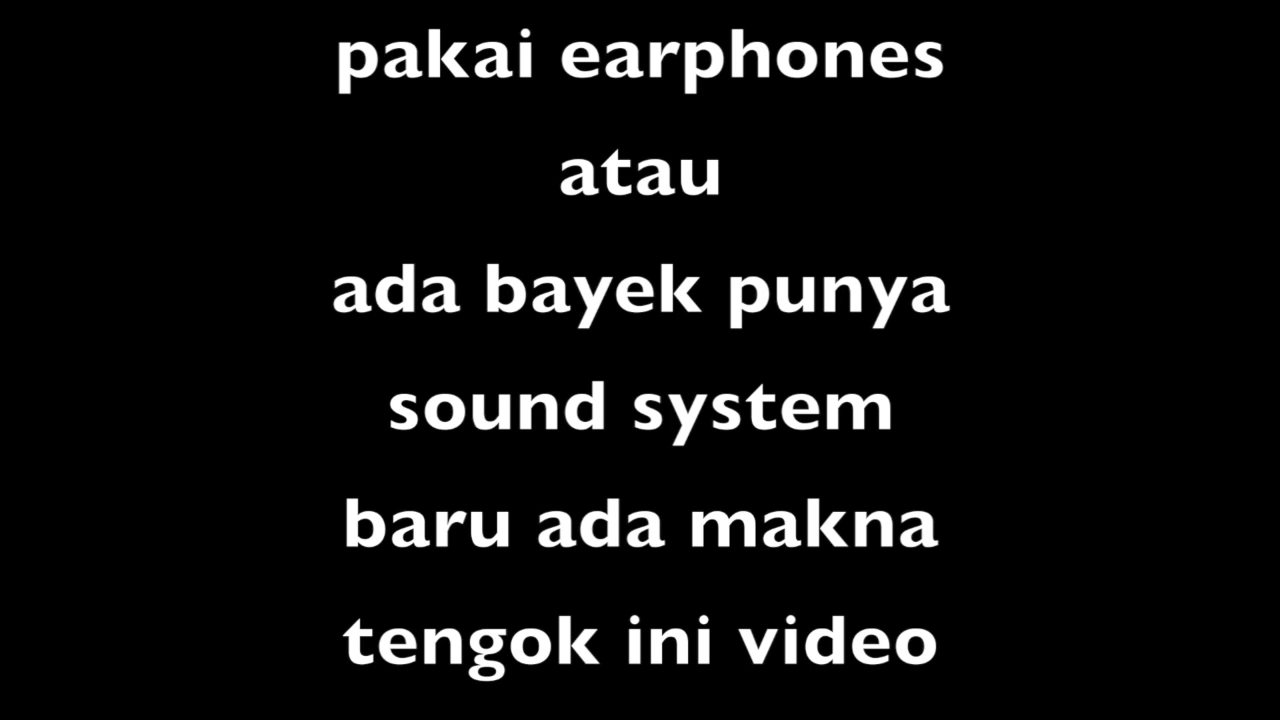 pakai earphones
atau
ada bayek punya
sound system
baru ada makna
tengok ini video